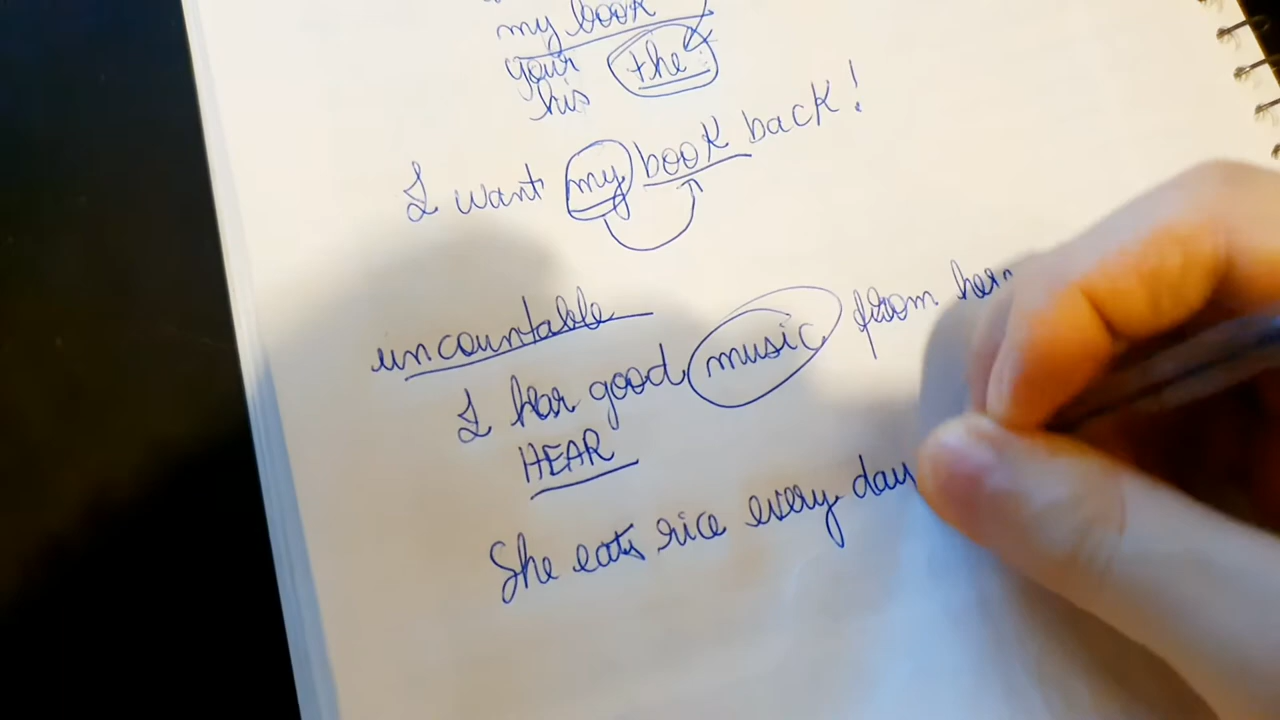 my book
your the
his
I want my book back!
uncountable
I hear good music from her
HEAR
She eats rice every day